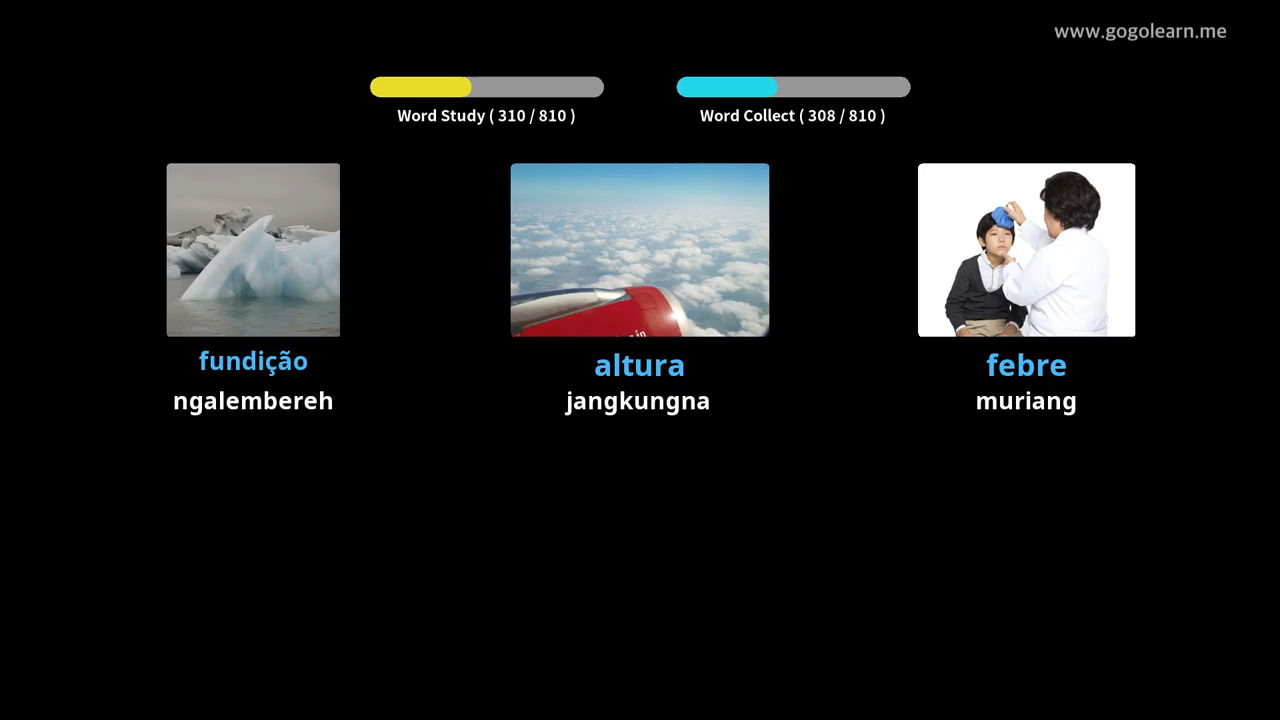 www.gogolearn.me
Word Study ( 310 / 810 )
Word Collect ( 308 / 810 )
fundição
ngalembereh
altura
jangkungna
febre
muriang